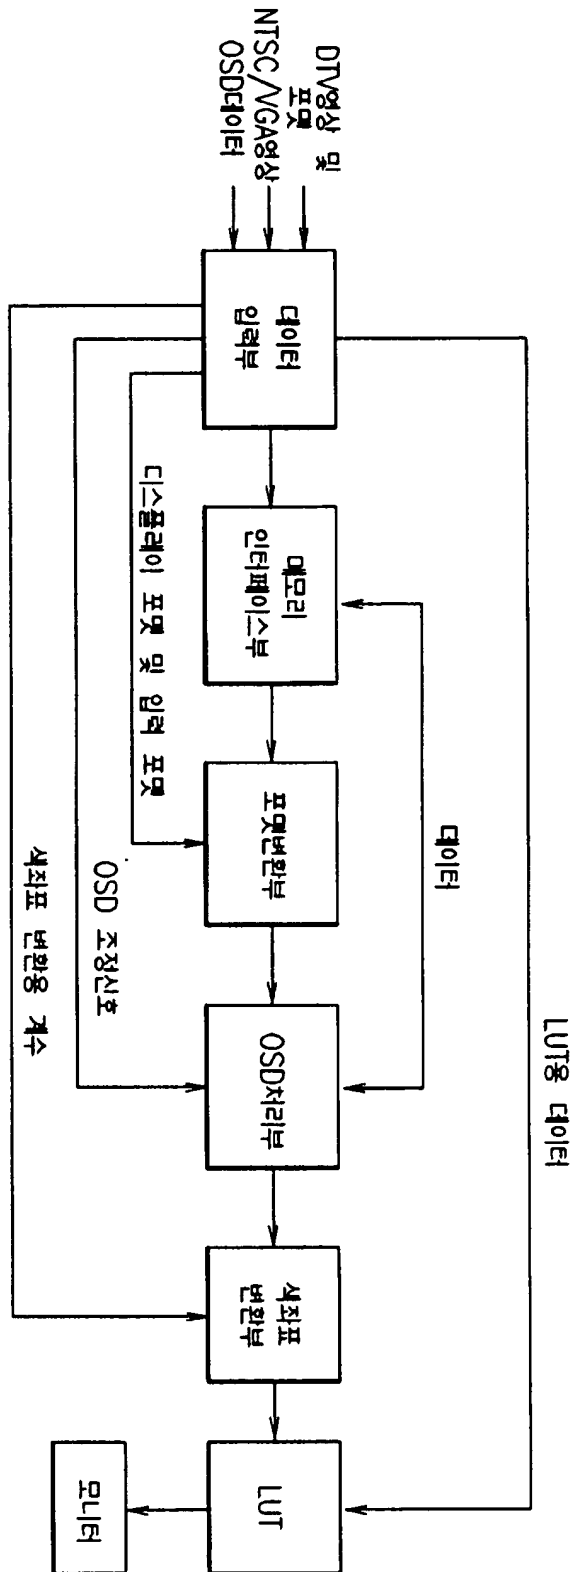 LUT용 데이터
데이터
DTV영상 및
포맷
NTSC/VGA영상
OSD데이터
데이터
입력부
메모리
인터페이스부
포맷변환부
OSD처리부
색좌표
변환부
LUT
디스플레이 포맷 및 입력 포맷
OSD 조정신호
모니터
색좌표 변환용 계수